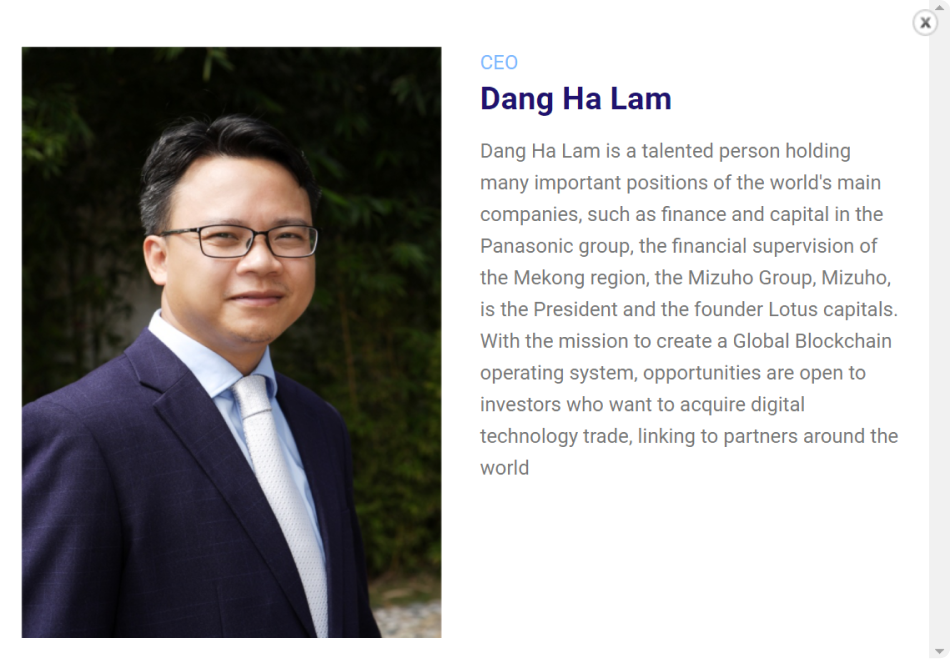 CEO
Dang Ha Lam
Dang Ha Lam is a talented person holding
many important positions of the world's main
companies, such as finance and capital in the
Panasonic group, the financial supervision of
the Mekong region, the Mizuho Group, Mizuho,
is the President and the founder Lotus capitals.
With the mission to create a Global Blockchain
operating system, opportunities are open to
investors who want to acquire digital
technology trade, linking to partners around the
world